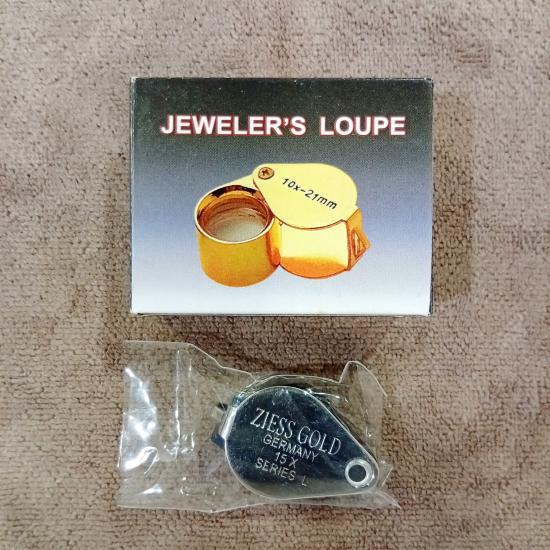 JEWELER'S LOUPE
10x-21mm
ZIESS GOLD
GERMANY
15 X
SERIES L